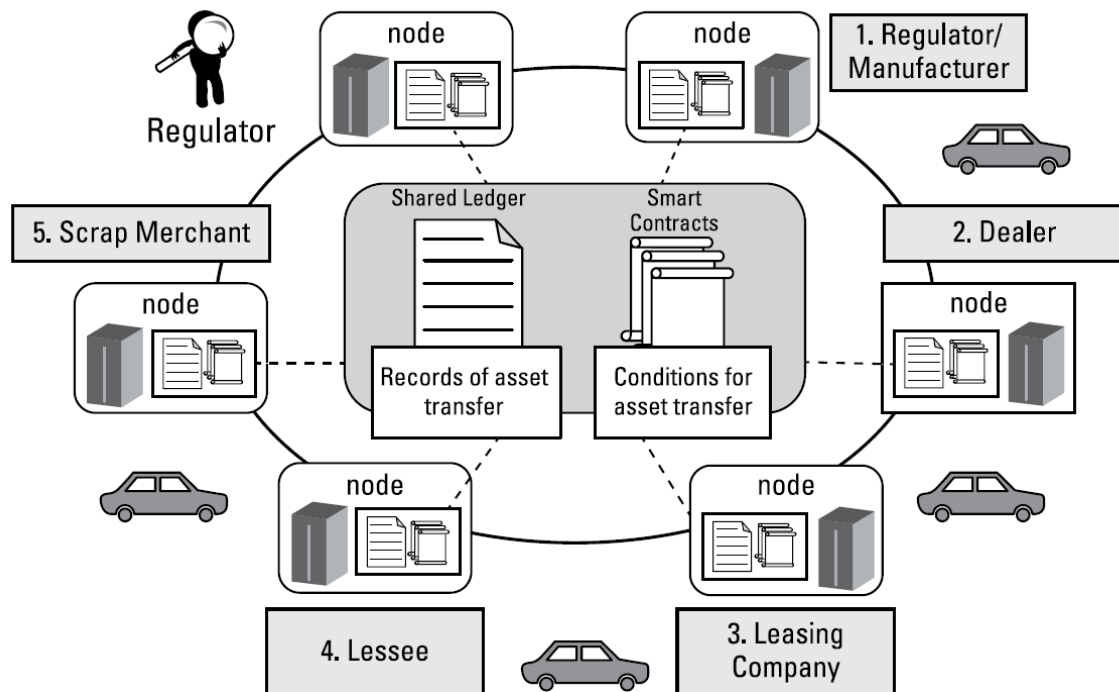 node
node
1. Regulator/
Manufacturer
Regulator
Shared Ledger
Smart
Contracts
5. Scrap Merchant
2. Dealer
node
node
Records of asset
transfer
Conditions for
asset transfer
node
node
4. Lessee
3. Leasing
Company